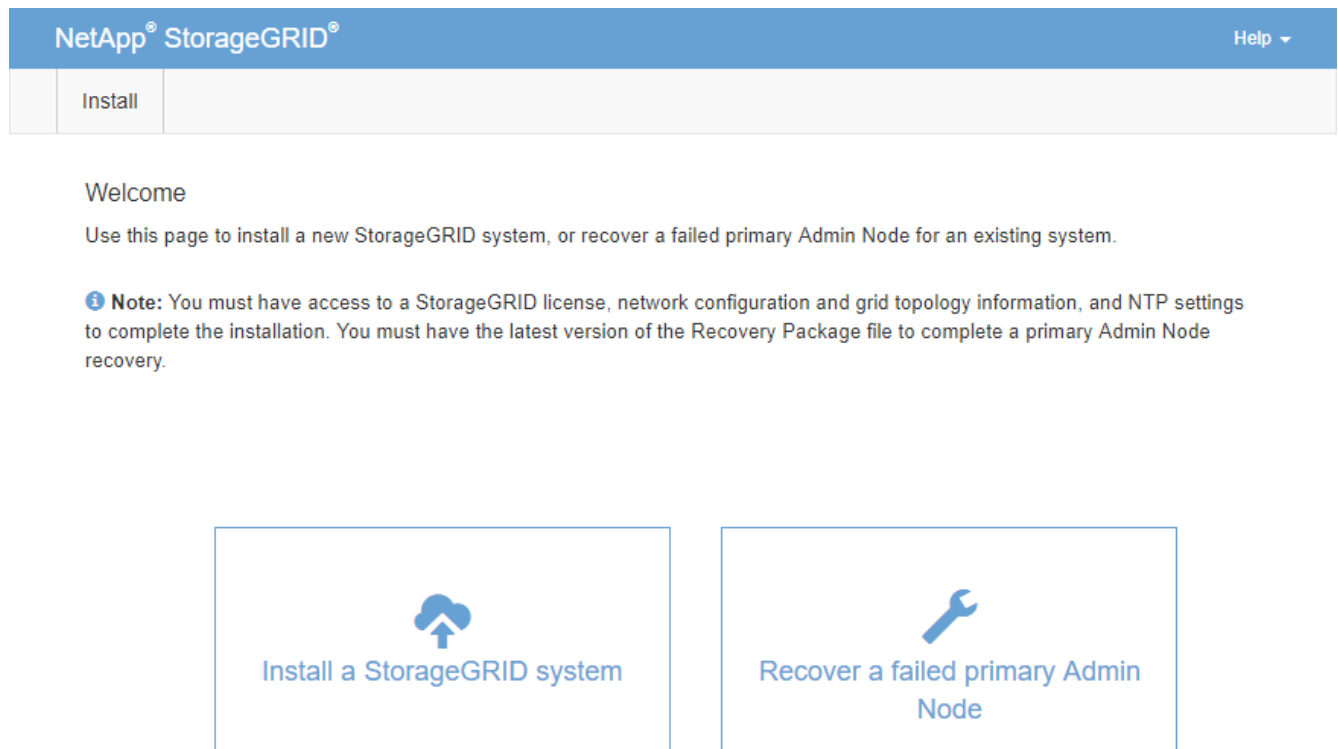 NetApp® StorageGRID®
Help
Install
Welcome
Use this page to install a new StorageGRID system, or recover a failed primary Admin Node for an existing system.
Note: You must have access to a StorageGRID license, network configuration and grid topology information, and NTP settings
to complete the installation. You must have the latest version of the Recovery Package file to complete a primary Admin Node
recovery.
Install a StorageGRID system
Recover a failed primary Admin
Node